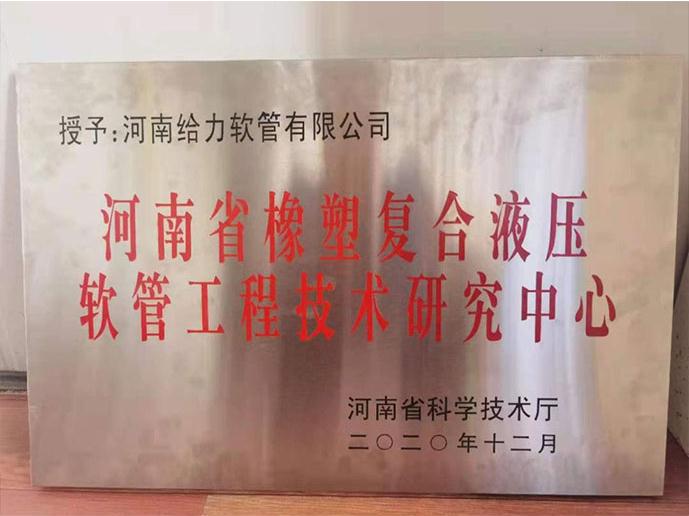 授予:河南给力软管有限公司
河南省橡塑复合液压
软管工程技术研究中心
河南省科学技术厅
二〇二〇年十二月